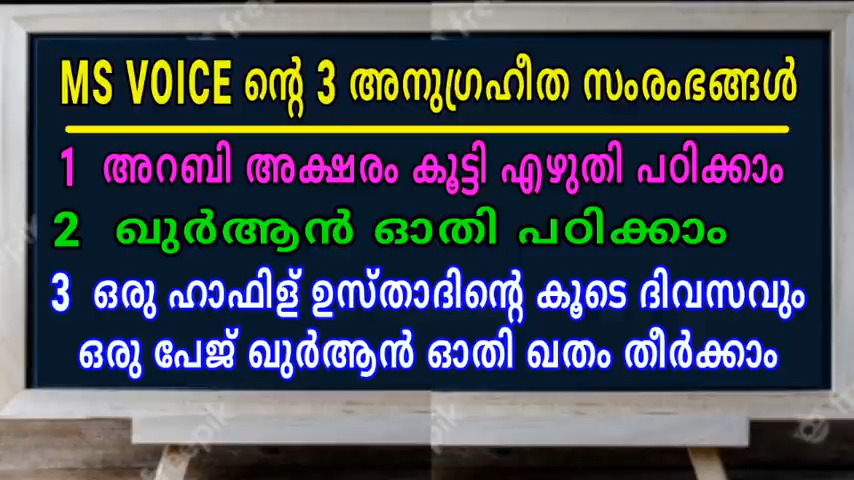 MS VOICE ന്റെ 3 അനുഗ്രഹീത സംരംഭങ്ങൾ
1 അറബി അക്ഷരം കൂട്ടി എഴുതി പഠിക്കാം
2 ഖുർആൻ ഓതി പഠിക്കാം
3 ഒരു ഹാഫിള് ഉസ്താദിന്റെ കൂടെ ദിവസവും
ഒരു പേജ് ഖുർആൻ ഓതി ഖതം തീർക്കാം